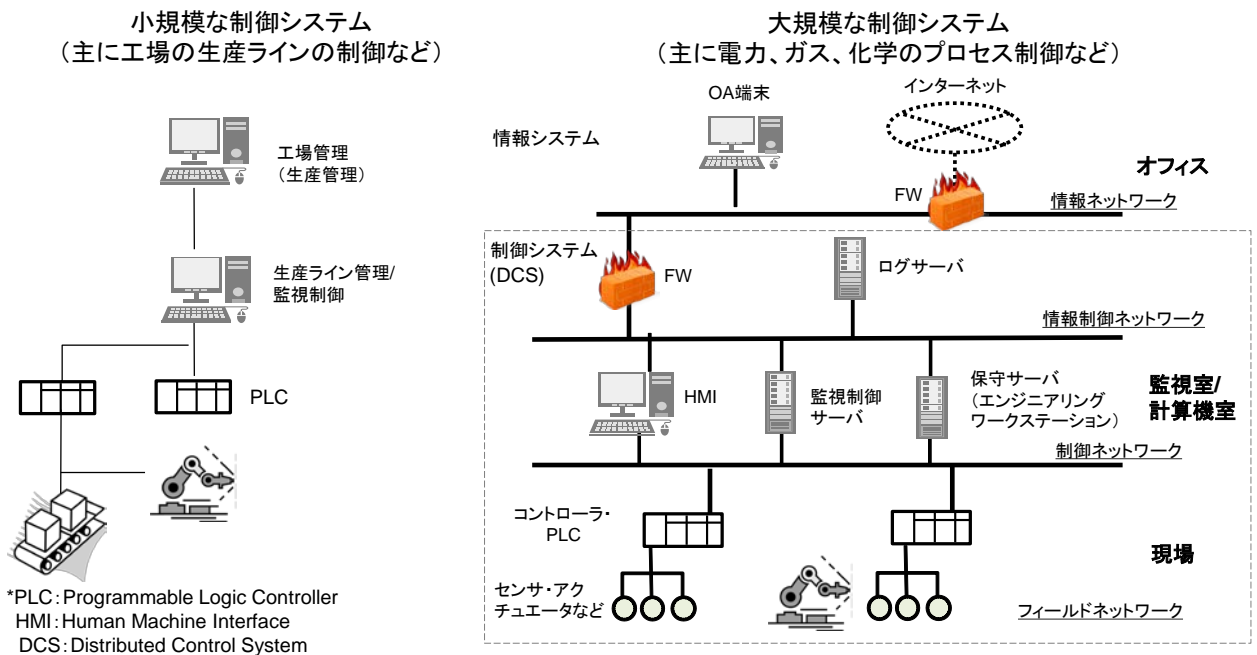 小規模な制御システム
（主に工場の生産ラインの制御など）
工場管理
（生産管理）
生産ライン管理/
監視制御
PLC
*PLC：Programmable Logic Controller
HMI：Human Machine Interface
DCS：Distributed Control System
大規模な制御システム
（主に電力、ガス、化学のプロセス制御など）
OA端末
インターネット
情報システム
オフィス
FW
情報ネットワーク
制御システム
(DCS)
FW
ログサーバ
情報制御ネットワーク
HMI
監視制御
サーバ
保守サーバ
（エンジニアリング
ワークステーション）
監視室/
計算機室
制御ネットワーク
コントローラ・
PLC
現場
センサ・アク
チュエータなど
フィールドネットワーク